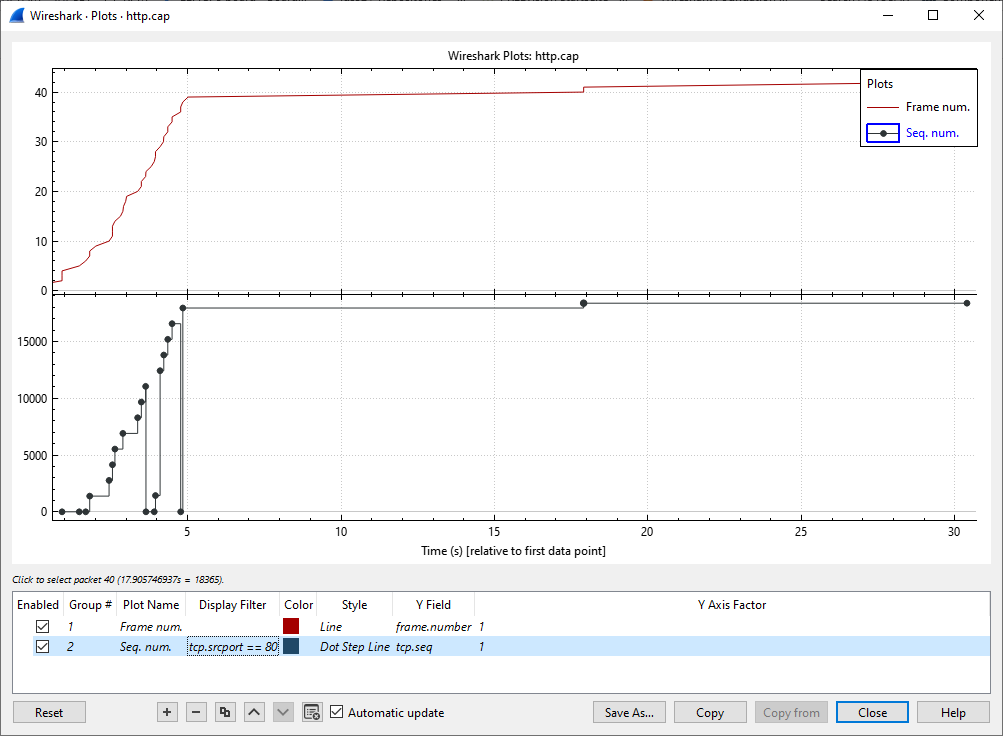 Wireshark · Plots · http.cap
Wireshark Plots: http.cap
40
30
20
10
0
Plots
Frame num.
Seq. num.
15000
10000
5000
0
5 10 15 20 25 30
Time (s) [relative to first data point]
Click to select packet 40 (17.905746937s = 18365).
Enabled Group # Plot Name Display Filter Color Style Y Field Y Axis Factor
1 Frame num. Line frame.number 1
2 Seq. num. tcp.srcport == 80 Dot Step Line tcp.seq 1
Reset Automatic update Save As... Copy Copy from Close Help